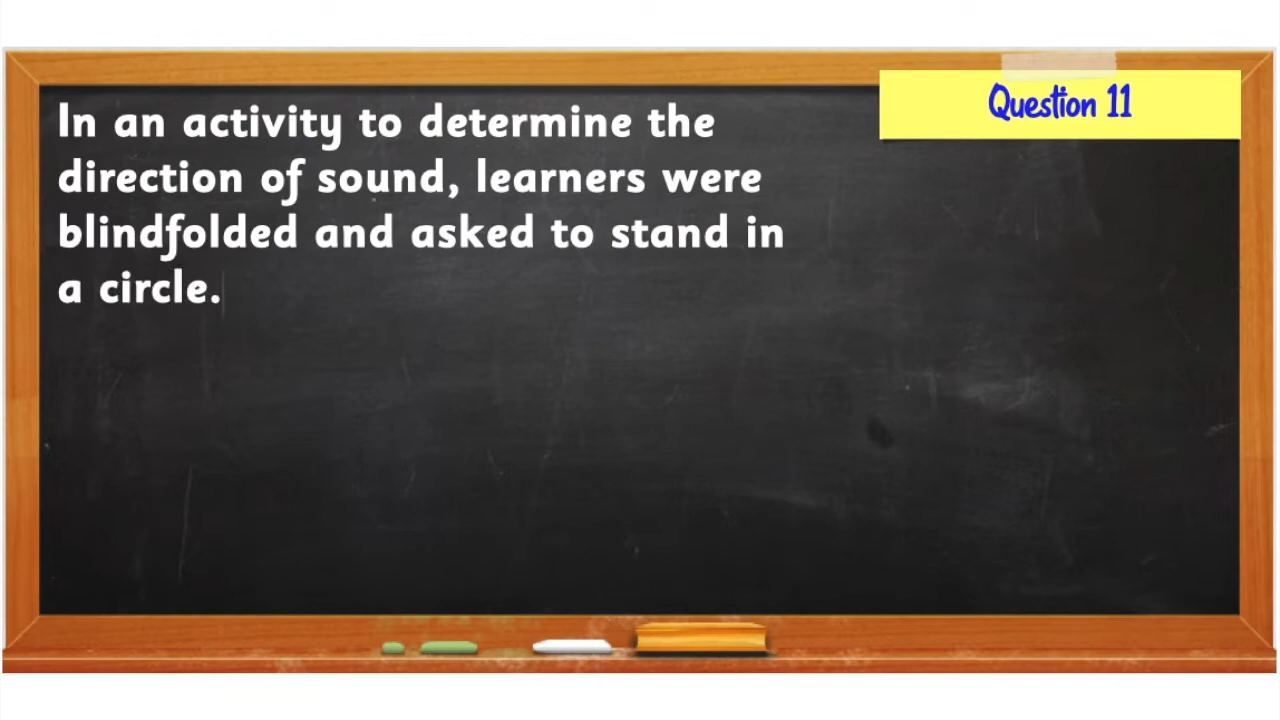 Question 11
In an activity to determine the
direction of sound, learners were
blindfolded and asked to stand in
a circle.